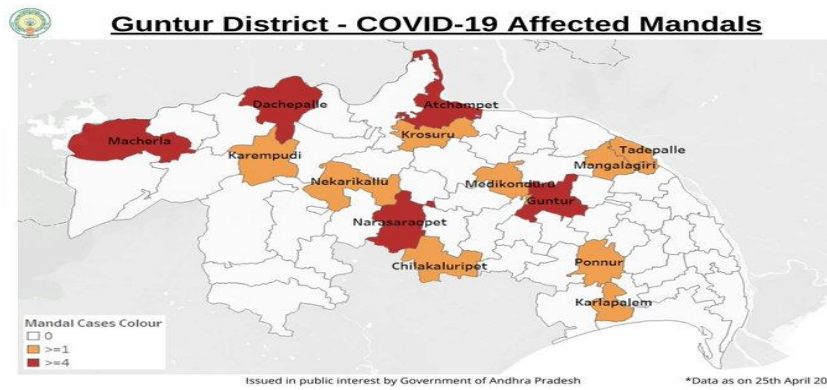 Guntur District - COVID-19 Affected Mandals
Dachepalle
Atchampet
Macherla
Krosuru
Karempudi
Tadepalle
Mangalagiri
Nekarikallu
Medikonduru
Guntur
Narasaraopet
Chilakaluripet
Ponnur
Karlapalem
Mandal Cases Colour
0
>=1
>=4
Issued in public interest by Government of Andhra Pradesh
*Data as on 25th April 20